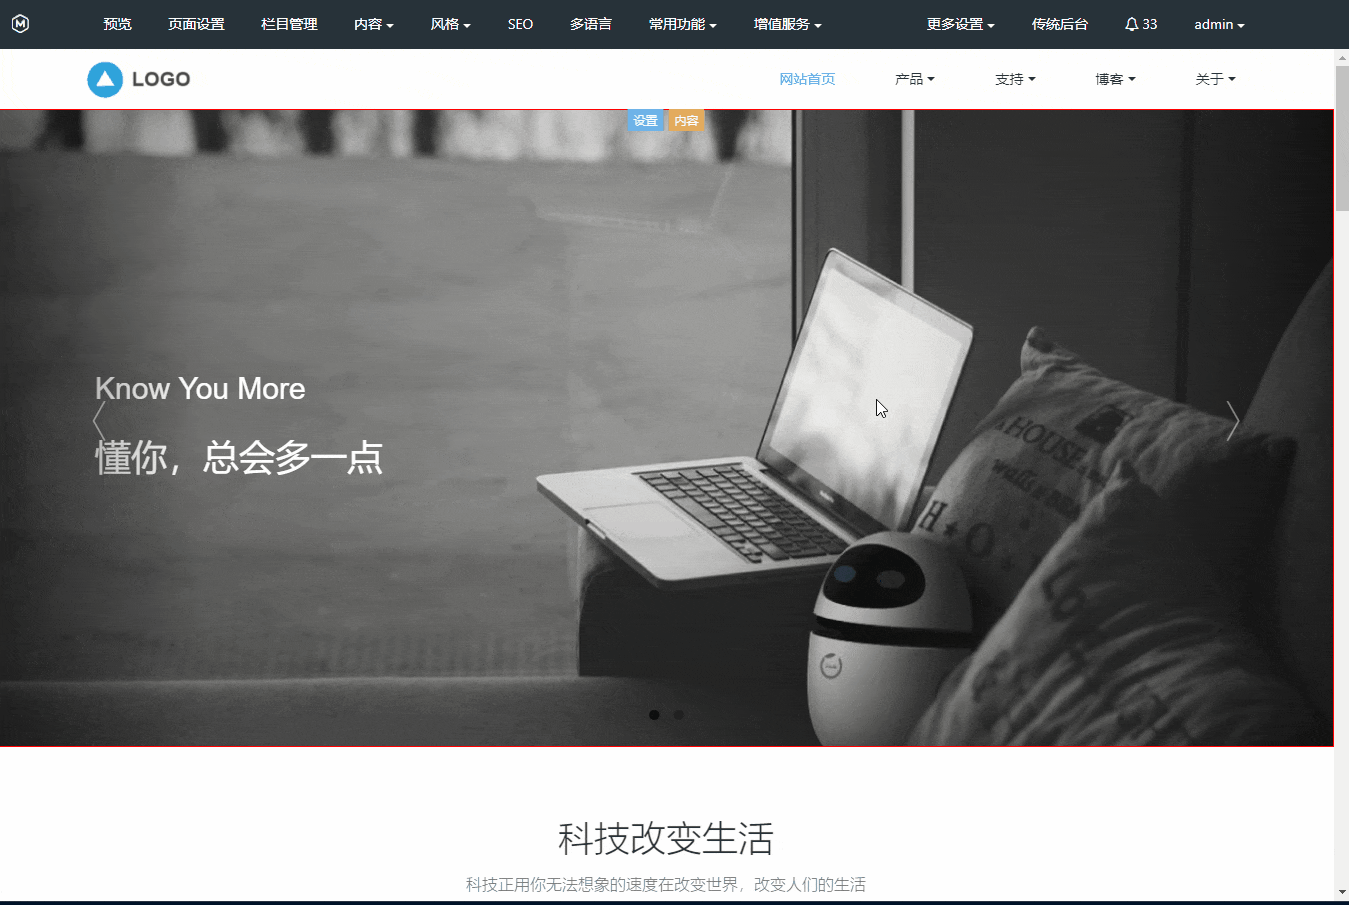 预览 页面设置 栏目管理 内容 风格 SEO 多语言 常用功能 增值服务 更多设置 传统后台 33 admin
LOGO 网站首页 产品 支持 博客 关于
设置 内容
Know You More
懂你，总会多一点
HOUSE
walls
H + O
科技改变生活
科技正用你无法想象的速度在改变世界，改变人们的生活